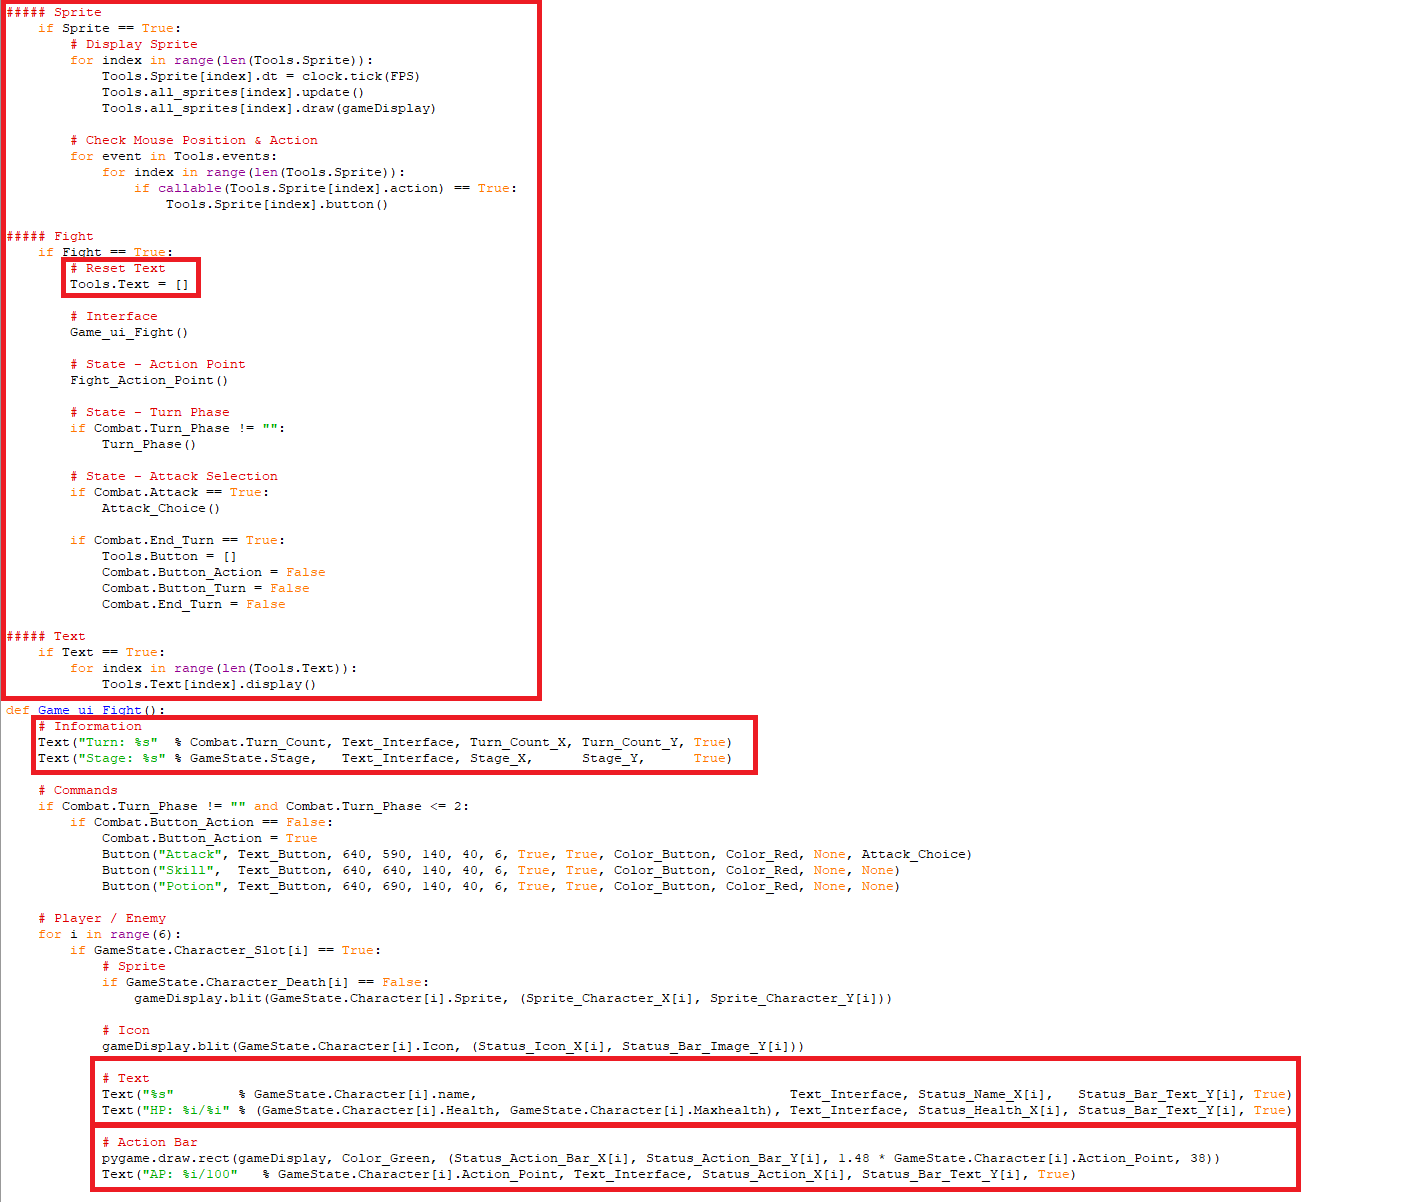 ##### Sprite
    if Sprite == True:
        # Display Sprite
        for index in range(len(Tools.Sprite)):
            Tools.Sprite[index].dt = clock.tick(FPS)
            Tools.all_sprites[index].update()
            Tools.all_sprites[index].draw(gameDisplay)

        # Check Mouse Position & Action
        for event in Tools.events:
            for index in range(len(Tools.Sprite)):
                if callable(Tools.Sprite[index].action) == True:
                    Tools.Sprite[index].button()

##### Fight
    if Fight == True:
        # Reset Text
        Tools.Text = []

        # Interface
        Game_ui_Fight()

        # State - Action Point
        Fight_Action_Point()

        # State - Turn Phase
        if Combat.Turn_Phase != "":
            Turn_Phase()

        # State - Attack Selection
        if Combat.Attack == True:
            Attack_Choice()

        if Combat.End_Turn == True:
            Tools.Button = []
            Combat.Button_Action = False
            Combat.Button_Turn = False
            Combat.End_Turn = False

##### Text
    if Text == True:
        for index in range(len(Tools.Text)):
            Tools.Text[index].display()
def Game_ui_Fight():
    # Information
    Text("Turn: %s"  % Combat.Turn_Count, Text_Interface, Turn_Count_X, Turn_Count_Y, True)
    Text("Stage: %s" % GameState.Stage,   Text_Interface, Stage_X,      Stage_Y,      True)

    # Commands
    if Combat.Turn_Phase != "" and Combat.Turn_Phase <= 2:
        if Combat.Button_Action == False:
            Combat.Button_Action = True
            Button("Attack", Text_Button, 640, 590, 140, 40, 6, True, True, Color_Button, Color_Red, None, Attack_Choice)
            Button("Skill",  Text_Button, 640, 640, 140, 40, 6, True, True, Color_Button, Color_Red, None, None)
            Button("Potion", Text_Button, 640, 690, 140, 40, 6, True, True, Color_Button, Color_Red, None, None)

    # Player / Enemy
    for i in range(6):
        if GameState.Character_Slot[i] == True:
            # Sprite
            if GameState.Character_Death[i] == False:
                gameDisplay.blit(GameState.Character[i].Sprite, (Sprite_Character_X[i], Sprite_Character_Y[i]))

            # Icon
            gameDisplay.blit(GameState.Character[i].Icon, (Status_Icon_X[i], Status_Bar_Image_Y[i]))

            # Text
            Text("%s"        % GameState.Character[i].name,                                       Text_Interface, Status_Name_X[i],   Status_Bar_Text_Y[i], True)
            Text("HP: %i/%i" % (GameState.Character[i].Health, GameState.Character[i].Maxhealth), Text_Interface, Status_Health_X[i], Status_Bar_Text_Y[i], True)

            # Action Bar
            pygame.draw.rect(gameDisplay, Color_Green, (Status_Action_Bar_X[i], Status_Action_Bar_Y[i], 1.48 * GameState.Character[i].Action_Point, 38))
            Text("AP: %i/100"   % GameState.Character[i].Action_Point, Text_Interface, Status_Action_X[i], Status_Bar_Text_Y[i], True)